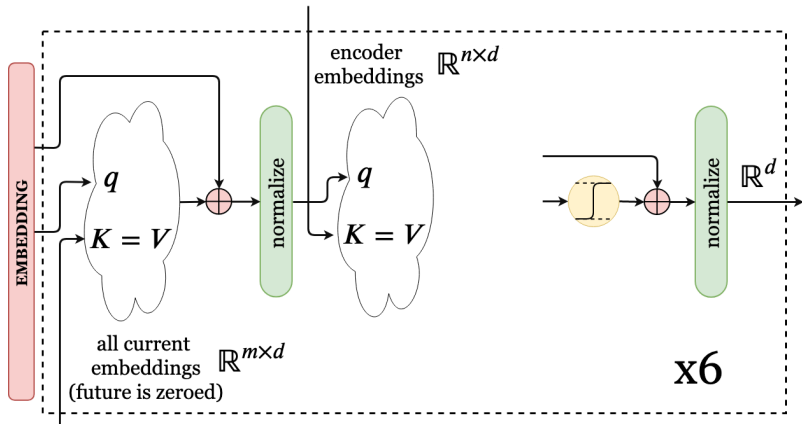 EMBEDDING
q
K = V
all current
embeddings
(future is zeroed)
ℝ^{m×d}
normalize
encoder
embeddings
ℝ^{n×d}
q
K = V
normalize
ℝ^d
x6